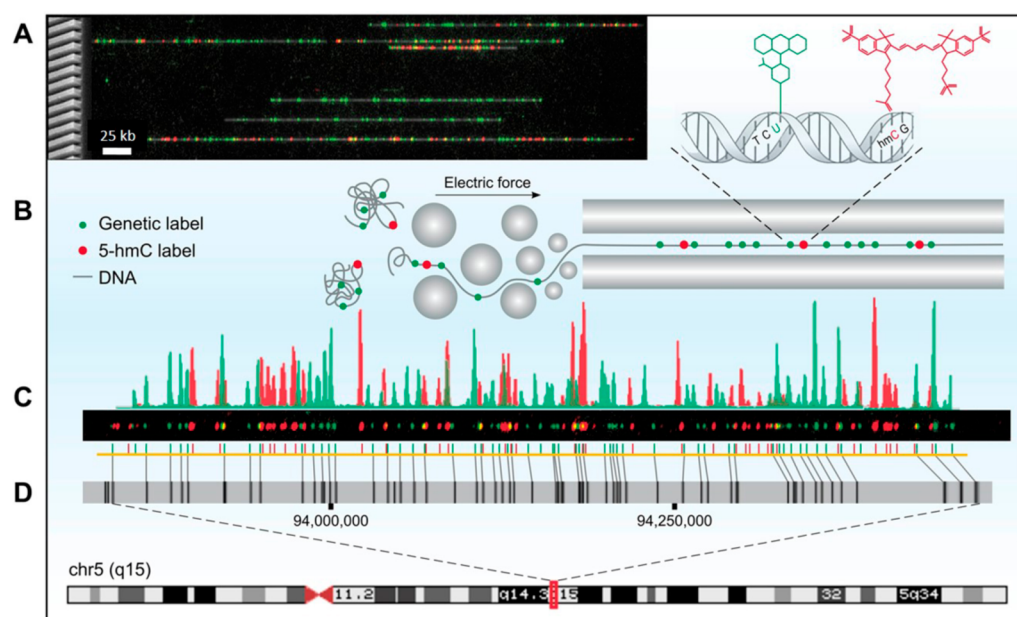 A
25 kb
T C U
hmC G
B
Electric force
Genetic label
5-hmC label
DNA
C
D
94,000,000
94,250,000
chr5 (q15)
11.2
q14.3
15
32
5q34